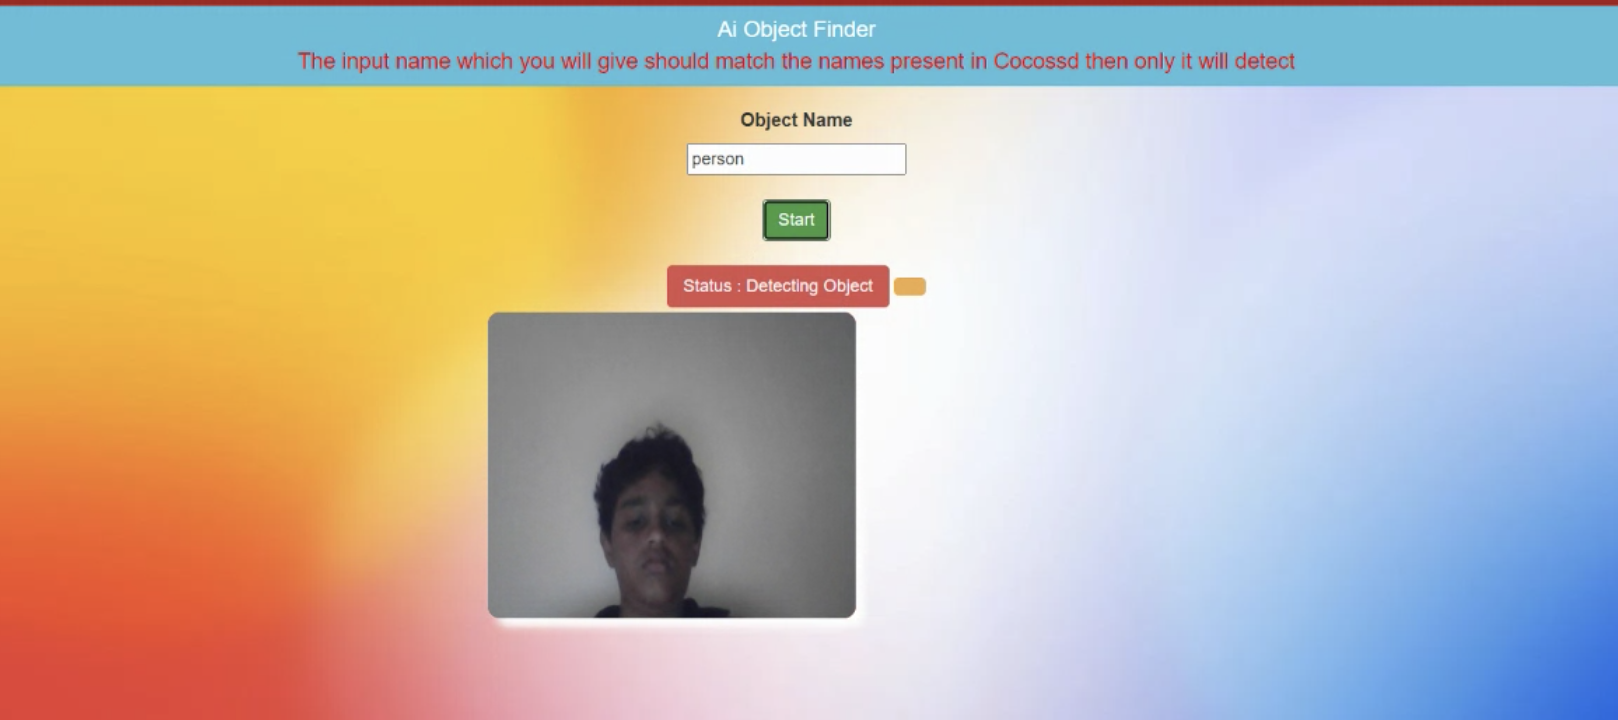 Ai Object Finder
The input name which you will give should match the names present in Cocossd then only it will detect
Object Name
person
Start
Status : Detecting Object